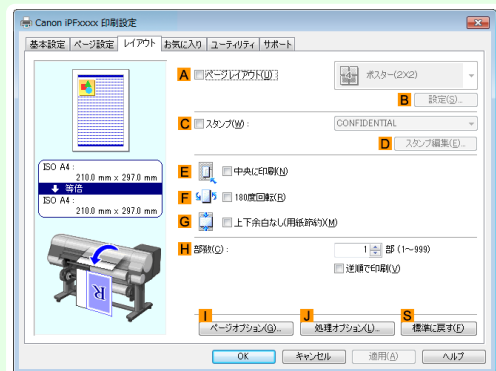 Canon iPFxxxx 印刷設定
基本設定 ページ設定 レイアウト お気に入り ユーティリティ サポート
A ページレイアウト(U) : ポスター(2X2)
B 設定(S)...
C スタンプ(W) : CONFIDENTIAL
D スタンプ編集(E)...
ISO A4 :
210.0 mm x 297.0 mm
等倍
ISO A4 :
210.0 mm x 297.0 mm
E 中央に印刷(N)
F 180度回転(R)
G 上下余白なし(用紙節約)(M)
H 部数(C) : 1 部 (1～999)
逆順で印刷(V)
R
I J S
ページオプション(G)... 処理オプション(L)... 標準に戻す(F)
OK キャンセル 適用(A) ヘルプ